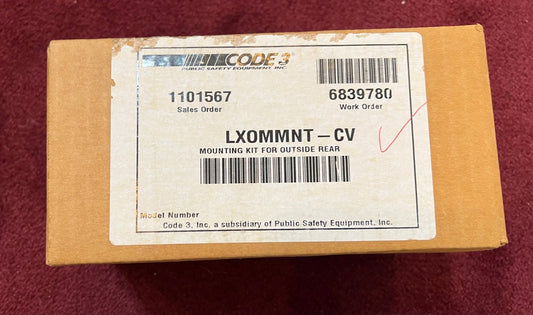 CODE 3®
PUBLIC SAFETY EQUIPMENT, INC.
1101567
Sales Order
6839780
Work Order
LXOMMNT-CV
MOUNTING KIT FOR OUTSIDE REAR
Model Number
Code 3, Inc. a subsidiary of Public Safety Equipment, Inc.